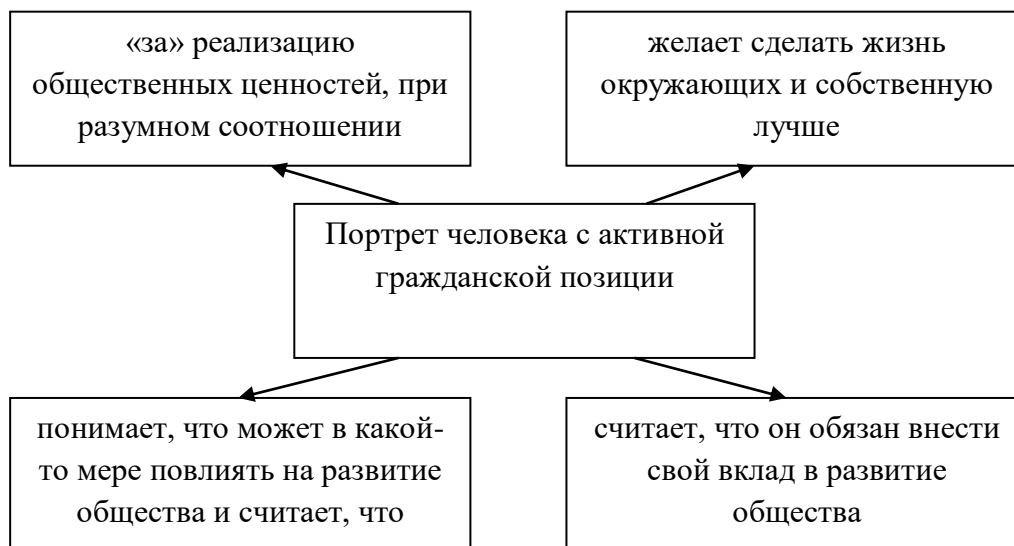 «за» реализацию
общественных ценностей, при
разумном соотношении
желает сделать жизнь
окружающих и собственную
лучше
Портрет человека с активной
гражданской позиции
понимает, что может в какой-
то мере повлиять на развитие
общества и считает, что
считает, что он обязан внести
свой вклад в развитие
общества